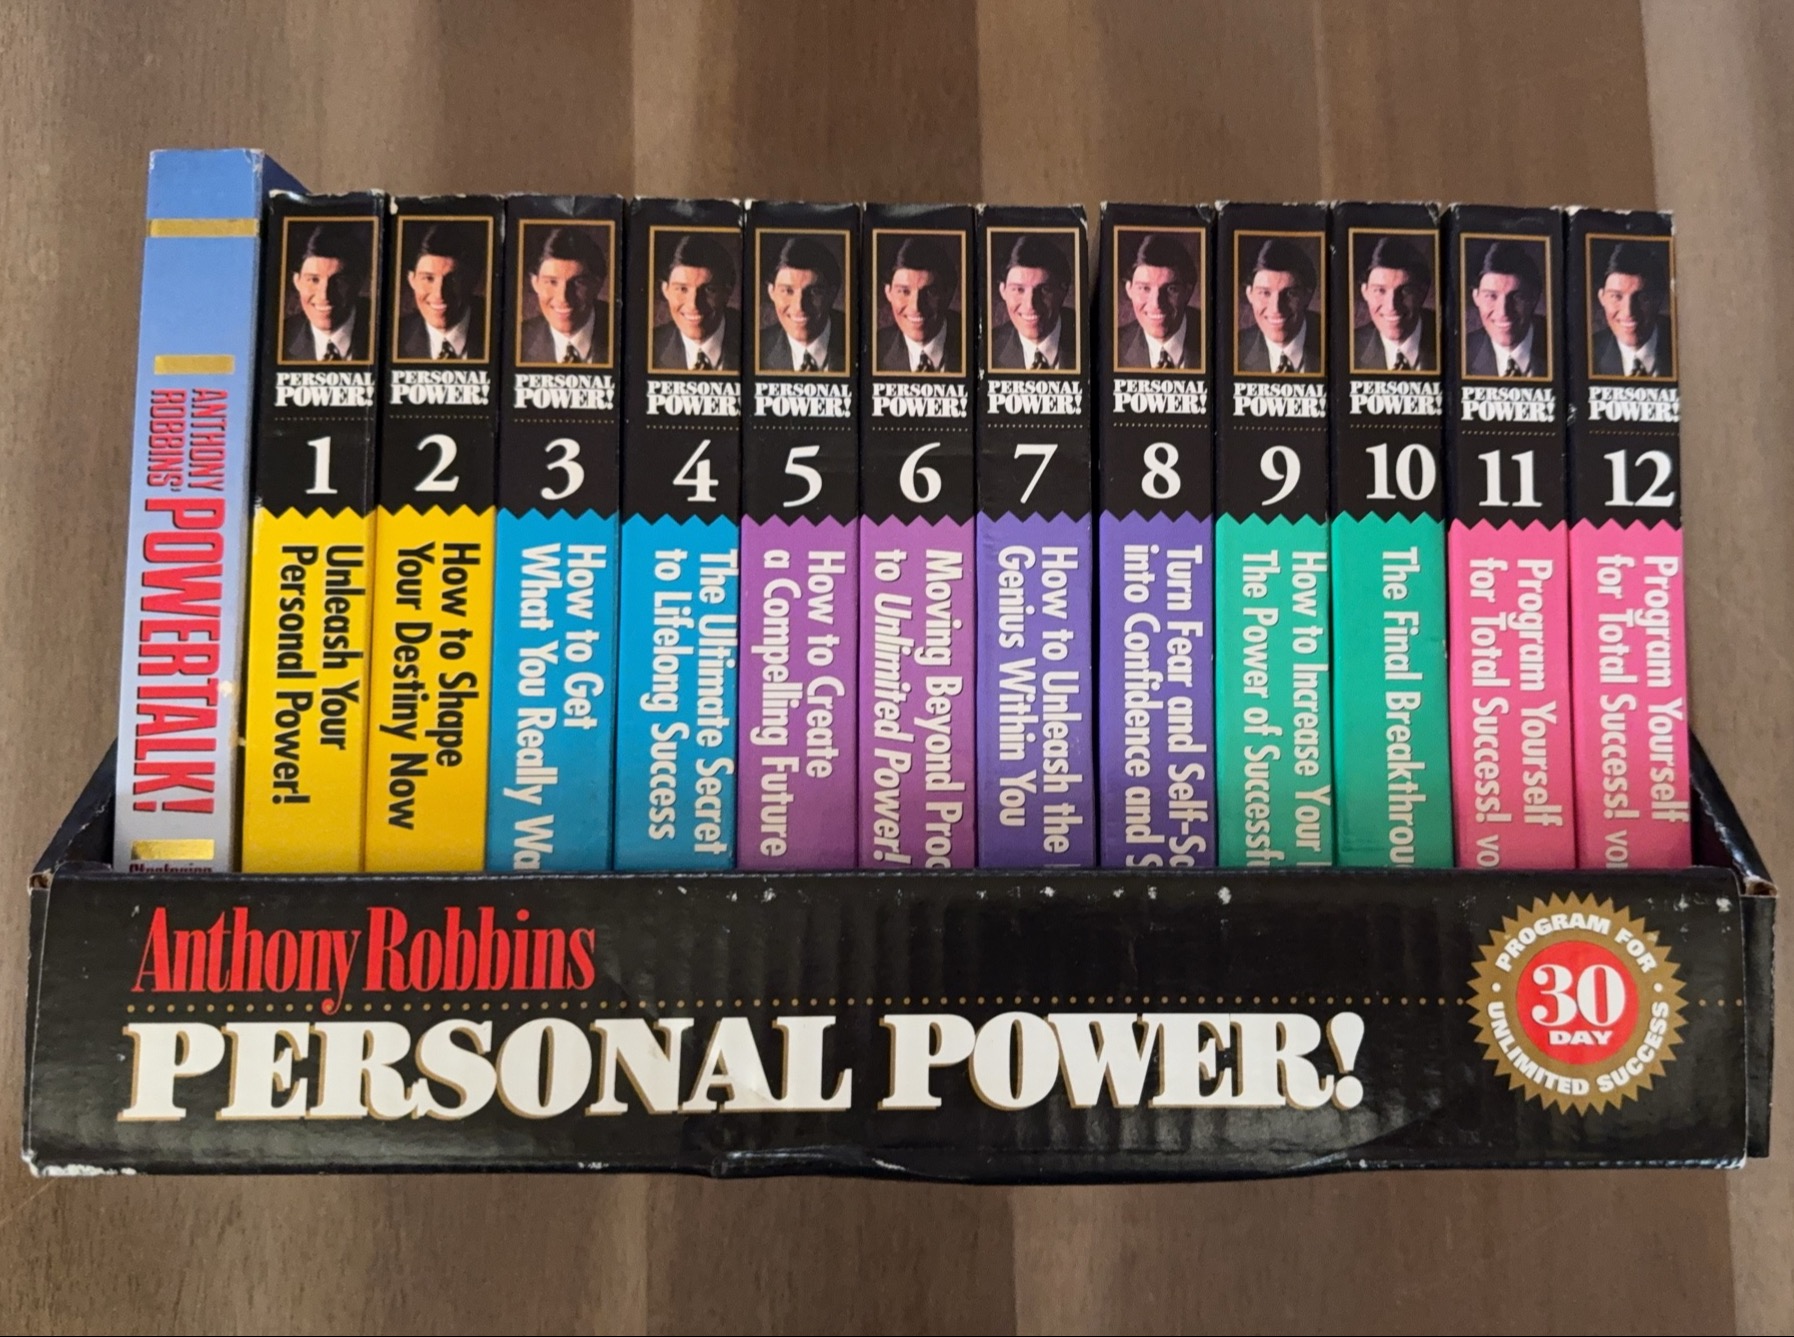 ANTHONY
ROBBINS'
POWERTALK!
PERSONAL
POWER!
1
Unleash Your
Personal Power!
PERSONAL
POWER!
2
How to Shape
Your Destiny Now
PERSONAL
POWER!
3
How to Get
What You Really
PERSONAL
POWER!
4
The Ultimate Secret
to Lifelong Success
PERSONAL
POWER!
5
How to Create
a Compelling Future
PERSONAL
POWER!
6
Moving Beyond
to Unlimited Power!
PERSONAL
POWER!
7
How to Unleash the
Genius Within You
PERSONAL
POWER!
8
Turn Fear and
into Confidence and
PERSONAL
POWER!
9
How to Increase Your
The Power of
PERSONAL
POWER!
10
The Final
PERSONAL
POWER!
11
Program Yourself
for Total Success!
PERSONAL
POWER!
12
Program Yourself
for Total Success!
Anthony Robbins
PERSONAL POWER!
PROGRAM FOR
30
DAY
UNLIMITED SUCCESS